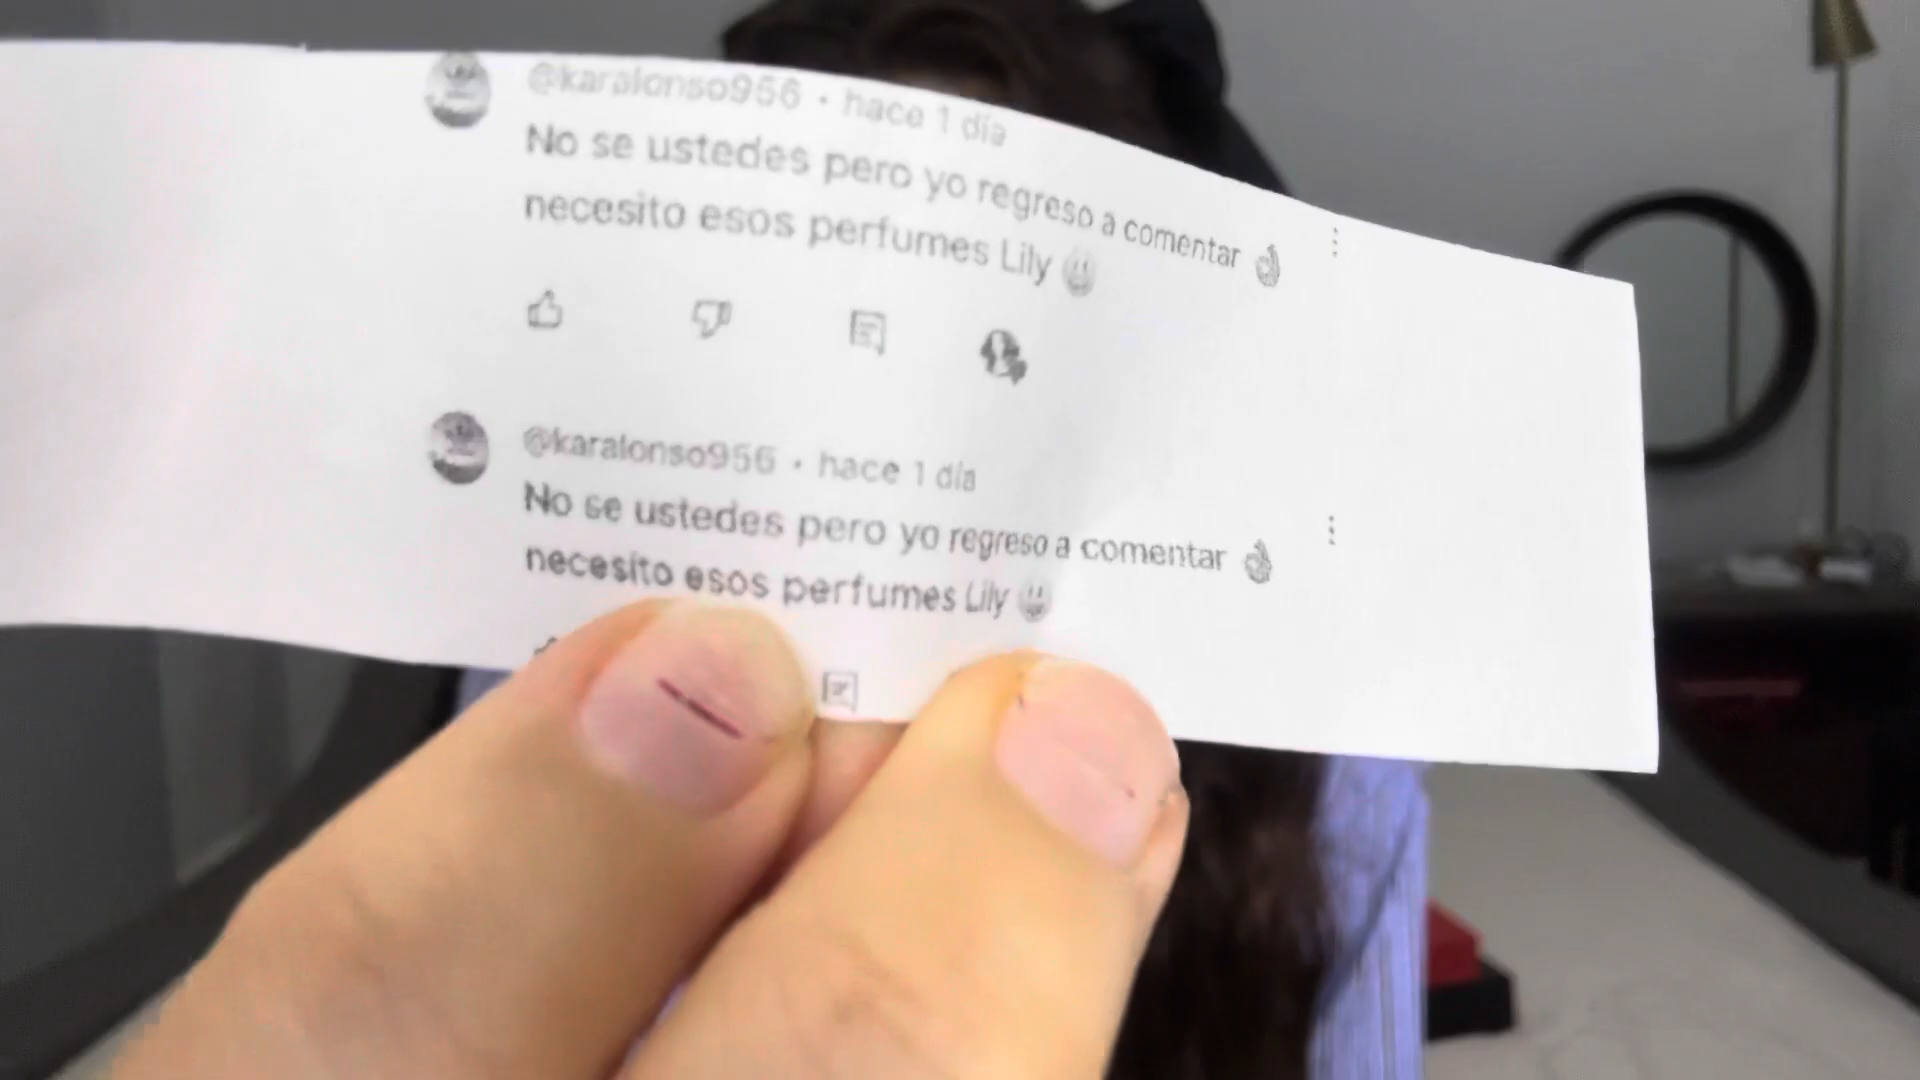 @karalonso956 · hace 1 día
No se ustedes pero yo regreso a comentar 👌
necesito esos perfumes Lily 😃
@karalonso956 · hace 1 día
No se ustedes pero yo regreso a comentar 👌
necesito esos perfumes Lily 😃